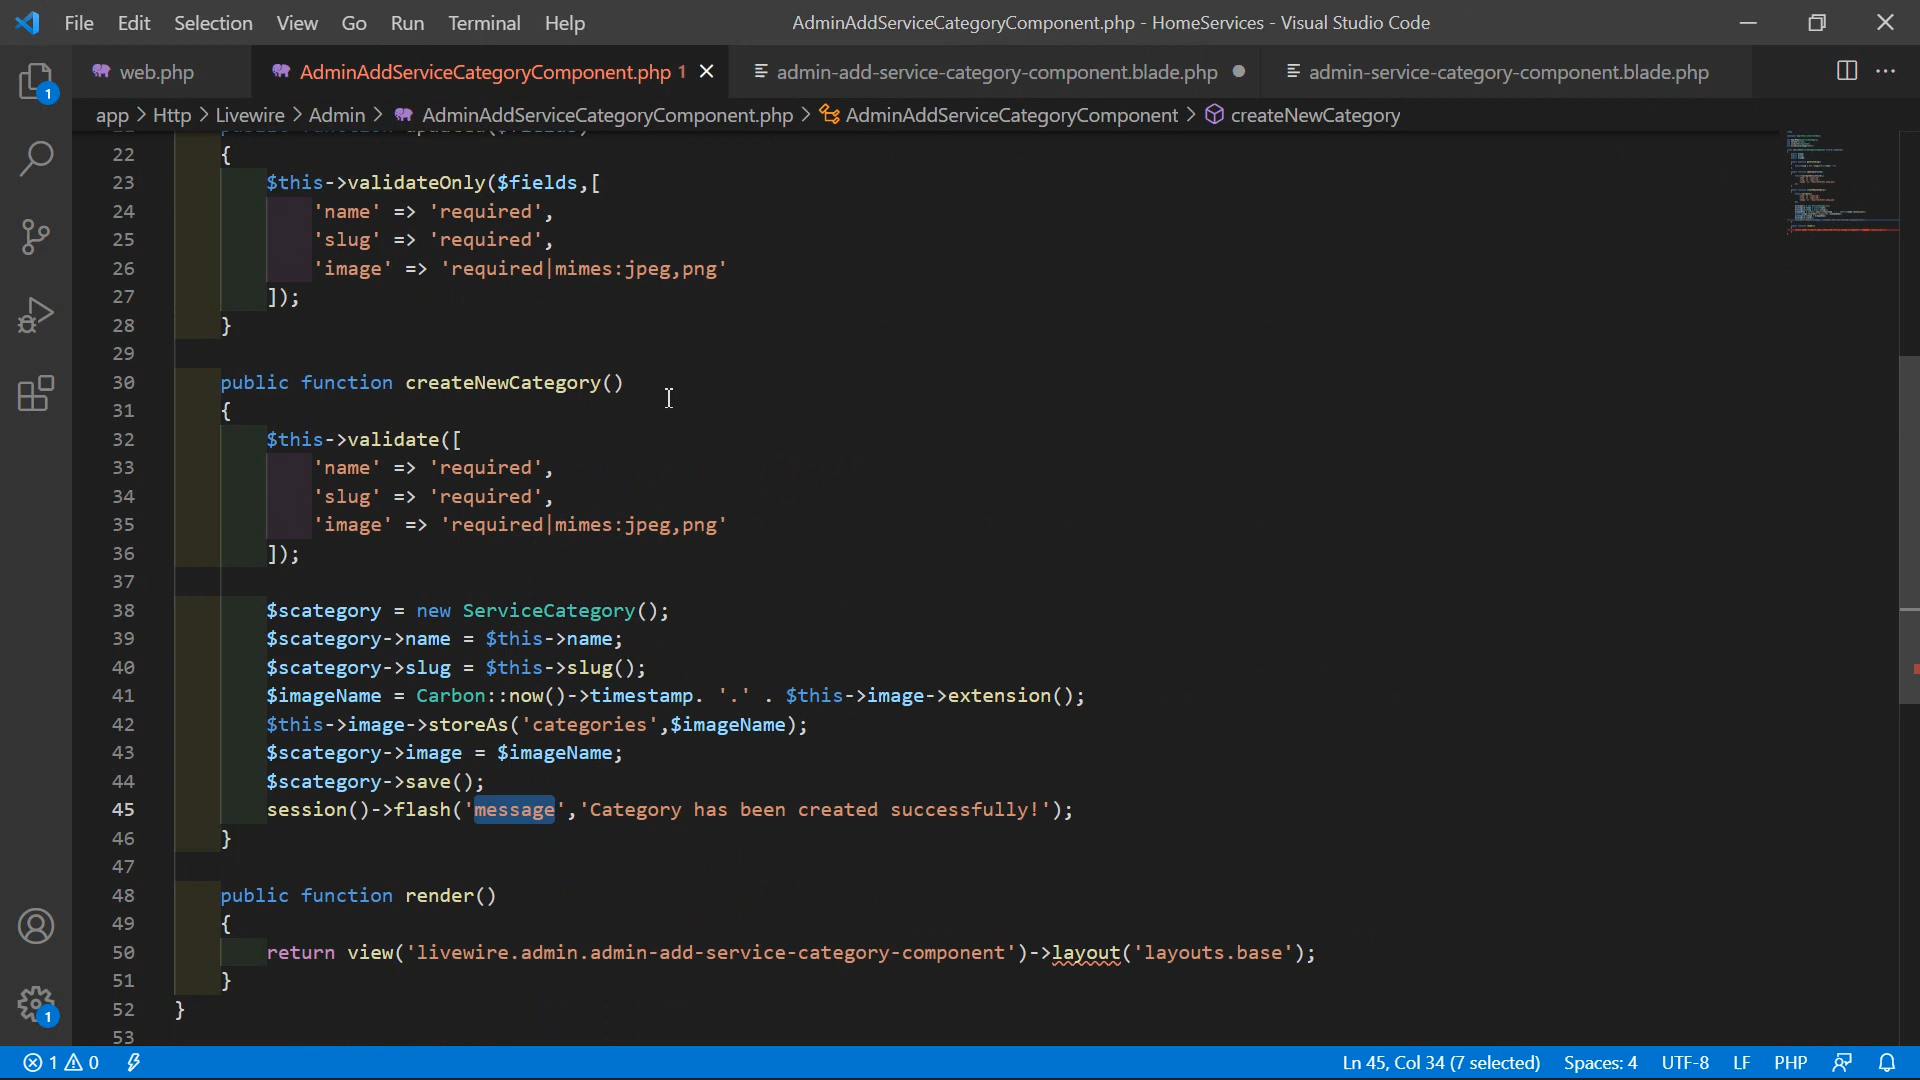 File Edit Selection View Go Run Terminal Help AdminAddServiceCategoryComponent.php - HomeServices - Visual Studio Code
web.php AdminAddServiceCategoryComponent.php 1 admin-add-service-category-component.blade.php admin-service-category-component.blade.php
app > Http > Livewire > Admin > AdminAddServiceCategoryComponent.php > AdminAddServiceCategoryComponent > createNewCategory
22 {
23 $this->validateOnly($fields,[
24 'name' => 'required',
25 'slug' => 'required',
26 'image' => 'required|mimes:jpeg,png'
27 ]);
28 }
29
30 public function createNewCategory()
31 {
32 $this->validate([
33 'name' => 'required',
34 'slug' => 'required',
35 'image' => 'required|mimes:jpeg,png'
36 ]);
37
38 $scategory = new ServiceCategory();
39 $scategory->name = $this->name;
40 $scategory->slug = $this->slug();
41 $imageName = Carbon::now()->timestamp. '.' . $this->image->extension();
42 $this->image->storeAs('categories',$imageName);
43 $scategory->image = $imageName;
44 $scategory->save();
45 session()->flash('message','Category has been created successfully!');
46 }
47
48 public function render()
49 {
50 return view('livewire.admin.admin-add-service-category-component')->layout('layouts.base');
51 }
52 }
53
1
1
1 0 Ln 45, Col 34 (7 selected) Spaces: 4 UTF-8 LF PHP